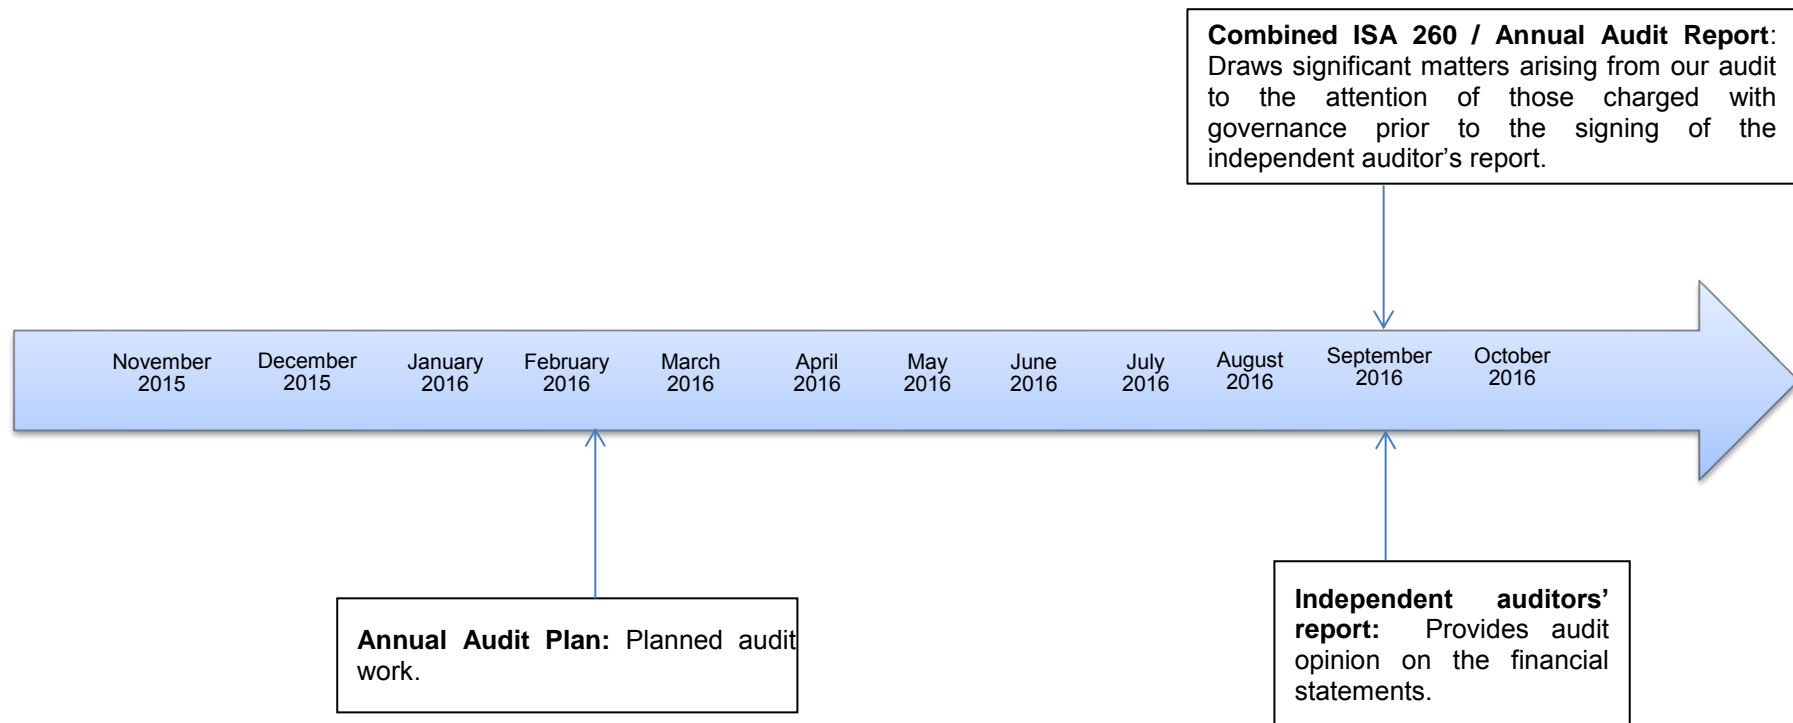 Combined ISA 260 / Annual Audit Report:
Draws significant matters arising from our audit
to the attention of those charged with
governance prior to the signing of the
independent auditor’s report.
November
2015
December
2015
January
2016
February
2016
March
2016
April
2016
May
2016
June
2016
July
2016
August
2016
September
2016
October
2016
Annual Audit Plan: Planned audit
work.
Independent auditors’
report: Provides audit
opinion on the financial
statements.